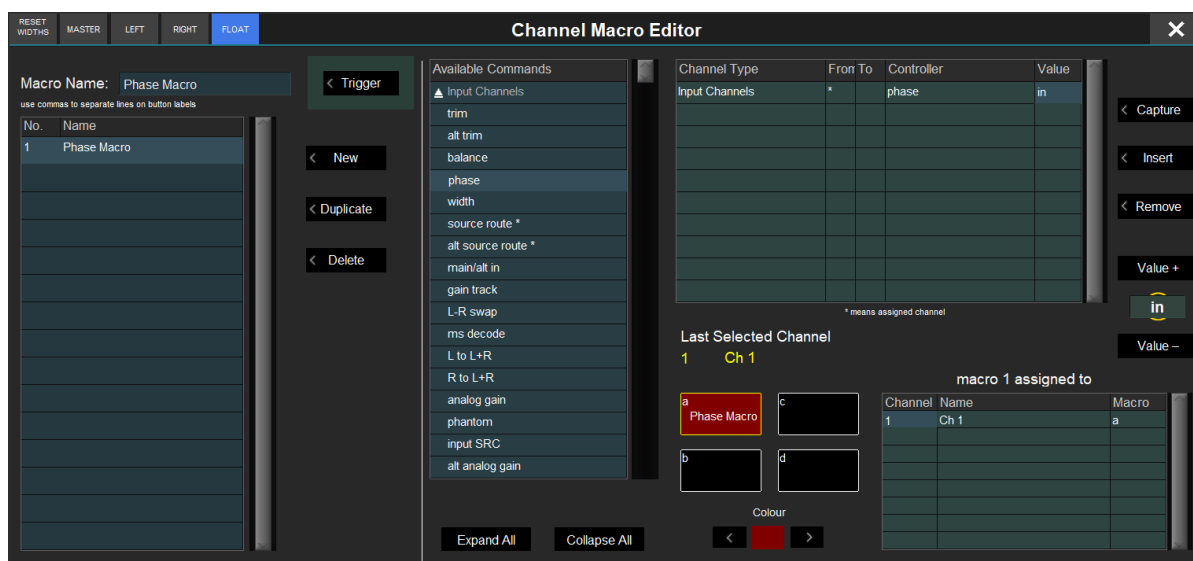 RESET WIDTHS MASTER LEFT RIGHT FLOAT Channel Macro Editor
Macro Name: Phase Macro
use commas to separate lines on button labels
No. Name
1 Phase Macro
< Trigger
< New
< Duplicate
< Delete
Available Commands
Input Channels
trim
alt trim
balance
phase
width
source route *
alt source route *
main/alt in
gain track
L-R swap
ms decode
L to L+R
R to L+R
analog gain
phantom
input SRC
alt analog gain
Expand All Collapse All
Channel Type From To Controller Value
Input Channels * phase in
* means assigned channel
< Capture
< Insert
< Remove
Value +
in
Value –
Last Selected Channel
1 Ch 1
a Phase Macro
c
b
d
Colour
< >
macro 1 assigned to
Channel Name Macro
1 Ch 1 a